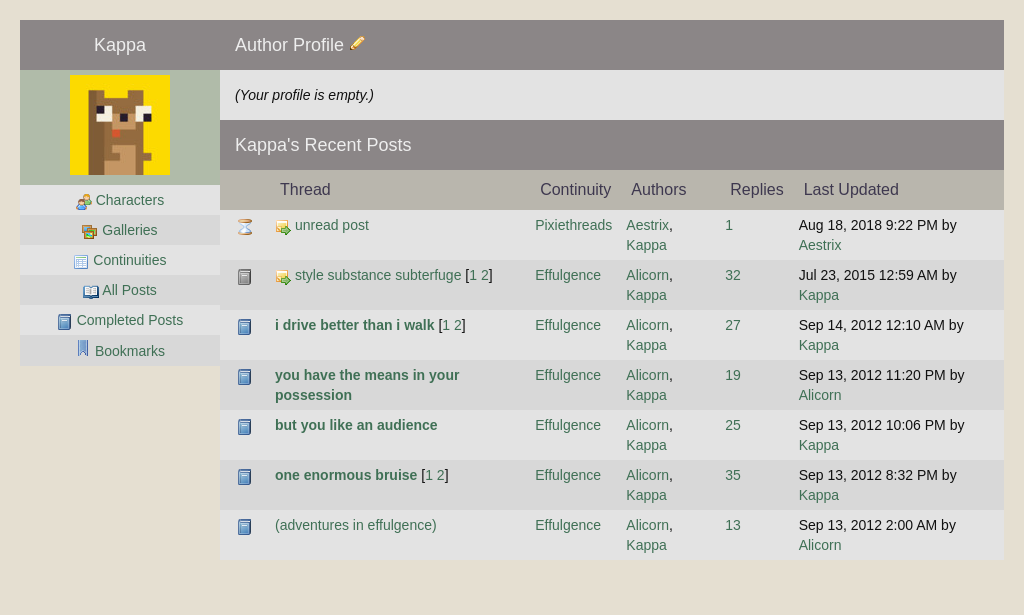 Kappa
Author Profile
Characters
Galleries
Continuities
All Posts
Completed Posts
Bookmarks
(Your profile is empty.)
Kappa's Recent Posts
Thread Continuity Authors Replies Last Updated
unread post Pixiethreads Aestrix, 1 Aug 18, 2018 9:22 PM by
Kappa Aestrix
style substance subterfuge [1 2] Effulgence Alicorn, 32 Jul 23, 2015 12:59 AM by
Kappa Kappa
i drive better than i walk [1 2] Effulgence Alicorn, 27 Sep 14, 2012 12:10 AM by
Kappa Kappa
you have the means in your Effulgence Alicorn, 19 Sep 13, 2012 11:20 PM by
possession Kappa Alicorn
but you like an audience Effulgence Alicorn, 25 Sep 13, 2012 10:06 PM by
Kappa Kappa
one enormous bruise [1 2] Effulgence Alicorn, 35 Sep 13, 2012 8:32 PM by
Kappa Kappa
(adventures in effulgence) Effulgence Alicorn, 13 Sep 13, 2012 2:00 AM by
Kappa Alicorn